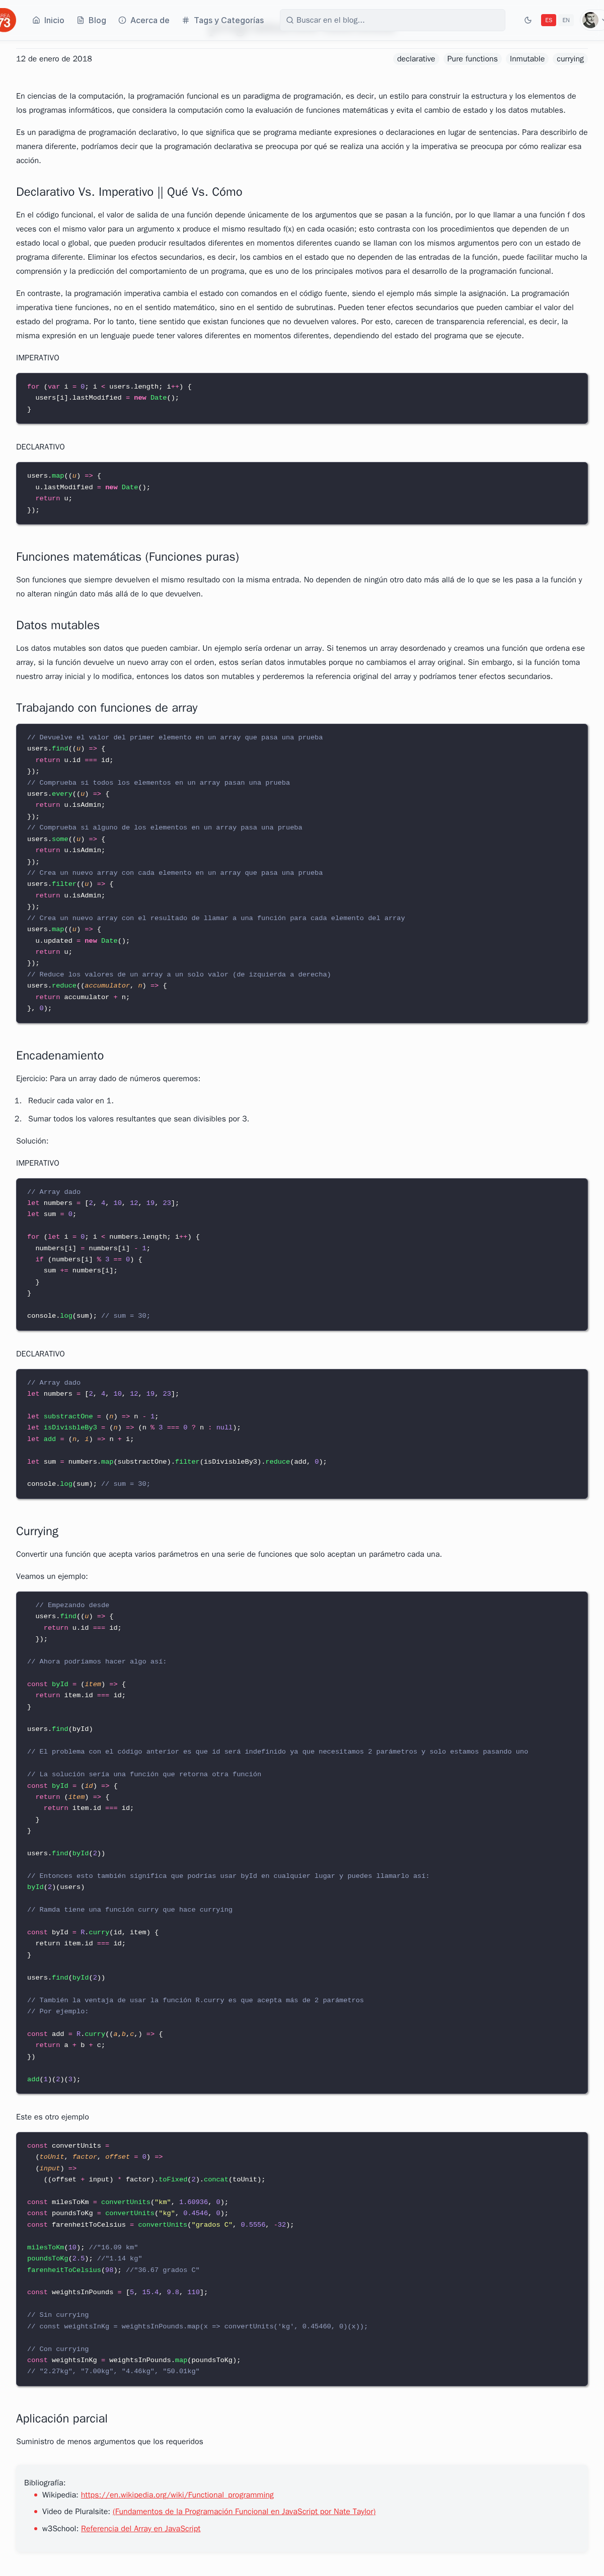 73
Inicio
Blog
Acerca de
Tags y Categorías
Buscar en el blog...
ES
EN
12 de enero de 2018
declarative
Pure functions
Inmutable
currying
En ciencias de la computación, la programación funcional es un paradigma de programación, es decir, un estilo para construir la estructura y los elementos de
los programas informáticos, que considera la computación como la evaluación de funciones matemáticas y evita el cambio de estado y los datos mutables.
Es un paradigma de programación declarativo, lo que significa que se programa mediante expresiones o declaraciones en lugar de sentencias. Para describirlo de
manera diferente, podríamos decir que la programación declarativa se preocupa por qué se realiza una acción y la imperativa se preocupa por cómo realizar esa
acción.
Declarativo Vs. Imperativo || Qué Vs. Cómo
En el código funcional, el valor de salida de una función depende únicamente de los argumentos que se pasan a la función, por lo que llamar a una función f dos
veces con el mismo valor para un argumento x produce el mismo resultado f(x) en cada ocasión; esto contrasta con los procedimientos que dependen de un
estado local o global, que pueden producir resultados diferentes en momentos diferentes cuando se llaman con los mismos argumentos pero con un estado de
programa diferente. Eliminar los efectos secundarios, es decir, los cambios en el estado que no dependen de las entradas de la función, puede facilitar mucho la
comprensión y la predicción del comportamiento de un programa, que es uno de los principales motivos para el desarrollo de la programación funcional.
En contraste, la programación imperativa cambia el estado con comandos en el código fuente, siendo el ejemplo más simple la asignación. La programación
imperativa tiene funciones, no en el sentido matemático, sino en el sentido de subrutinas. Pueden tener efectos secundarios que pueden cambiar el valor del
estado del programa. Por lo tanto, tiene sentido que existan funciones que no devuelven valores. Por esto, carecen de transparencia referencial, es decir, la
misma expresión en un lenguaje puede tener valores diferentes en momentos diferentes, dependiendo del estado del programa que se ejecute.
IMPERATIVO
for (var i = 0; i < users.length; i++) {
users[i].lastModified = new Date();
}
DECLARATIVO
users.map((u) => {
u.lastModified = new Date();
return u;
});
Funciones matemáticas (Funciones puras)
Son funciones que siempre devuelven el mismo resultado con la misma entrada. No dependen de ningún otro dato más allá de lo que se les pasa a la función y
no alteran ningún dato más allá de lo que devuelven.
Datos mutables
Los datos mutables son datos que pueden cambiar. Un ejemplo sería ordenar un array. Si tenemos un array desordenado y creamos una función que ordena ese
array, si la función devuelve un nuevo array con el orden, estos serían datos inmutables porque no cambiamos el array original. Sin embargo, si la función toma
nuestro array inicial y lo modifica, entonces los datos son mutables y perderemos la referencia original del array y podríamos tener efectos secundarios.
Trabajando con funciones de array
// Devuelve el valor del primer elemento en un array que pasa una prueba
users.find((u) => {
return u.id === id;
});
// Comprueba si todos los elementos en un array pasan una prueba
users.every((u) => {
return u.isAdmin;
});
// Comprueba si alguno de los elementos en un array pasa una prueba
users.some((u) => {
return u.isAdmin;
});
// Crea un nuevo array con cada elemento en un array que pasa una prueba
users.filter((u) => {
return u.isAdmin;
});
// Crea un nuevo array con el resultado de llamar a una función para cada elemento del array
users.map((u) => {
u.updated = new Date();
return u;
});
// Reduce los valores de un array a un solo valor (de izquierda a derecha)
users.reduce((accumulator, n) => {
return accumulator + n;
}, 0);
Encadenamiento
Ejercicio: Para un array dado de números queremos:
1. Reducir cada valor en 1.
2. Sumar todos los valores resultantes que sean divisibles por 3.
Solución:
IMPERATIVO
// Array dado
let numbers = [2, 4, 10, 12, 19, 23];
let sum = 0;
for (let i = 0; i < numbers.length; i++) {
numbers[i] = numbers[i] - 1;
if (numbers[i] % 3 == 0) {
sum += numbers[i];
}
}
console.log(sum); // sum = 30;
DECLARATIVO
// Array dado
let numbers = [2, 4, 10, 12, 19, 23];
let substractOne = (n) => n - 1;
let isDivisbleBy3 = (n) => (n % 3 === 0 ? n : null);
let add = (n, i) => n + i;
let sum = numbers.map(substractOne).filter(isDivisbleBy3).reduce(add, 0);
console.log(sum); // sum = 30;
Currying
Convertir una función que acepta varios parámetros en una serie de funciones que solo aceptan un parámetro cada una.
Veamos un ejemplo:
// Empezando desde
users.find((u) => {
return u.id === id;
});
// Ahora podríamos hacer algo así:
const byId = (item) => {
return item.id === id;
}
users.find(byId)
// El problema con el código anterior es que id será indefinido ya que necesitamos 2 parámetros y solo estamos pasando uno
// La solución sería una función que retorna otra función
const byId = (id) => {
return (item) => {
return item.id === id;
}
}
users.find(byId(2))
// Entonces esto también significa que podrías usar byId en cualquier lugar y puedes llamarlo así:
byId(2)(users)
// Ramda tiene una función curry que hace currying
const byId = R.curry(id, item) {
return item.id === id;
}
users.find(byId(2))
// También la ventaja de usar la función R.curry es que acepta más de 2 parámetros
// Por ejemplo:
const add = R.curry((a,b,c,) => {
return a + b + c;
})
add(1)(2)(3);
Este es otro ejemplo
const convertUnits =
(toUnit, factor, offset = 0) =>
(input) =>
((offset + input) * factor).toFixed(2).concat(toUnit);
const milesToKm = convertUnits("km", 1.60936, 0);
const poundsToKg = convertUnits("kg", 0.4546, 0);
const farenheitToCelsius = convertUnits("grados C", 0.5556, -32);
milesToKm(10); //"16.09 km"
poundsToKg(2.5); //"1.14 kg"
farenheitToCelsius(98); //"36.67 grados C"
const weightsInPounds = [5, 15.4, 9.8, 110];
// Sin currying
// const weightsInKg = weightsInPounds.map(x => convertUnits('kg', 0.45460, 0)(x));
// Con currying
const weightsInKg = weightsInPounds.map(poundsToKg);
// "2.27kg", "7.00kg", "4.46kg", "50.01kg"
Aplicación parcial
Suministro de menos argumentos que los requeridos
Bibliografía:
Wikipedia: https://en.wikipedia.org/wiki/Functional_programming
Video de Pluralsite: (Fundamentos de la Programación Funcional en JavaScript por Nate Taylor)
w3School: Referencia del Array en JavaScript